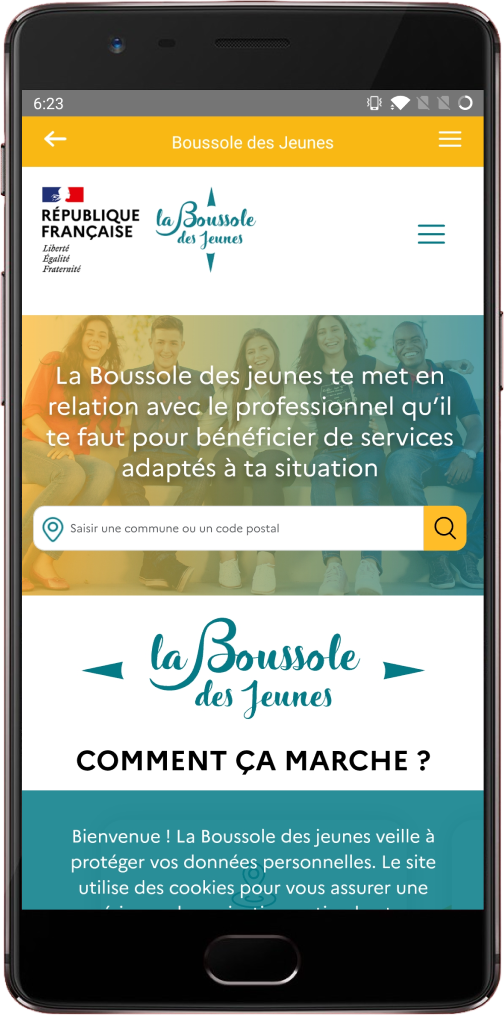 6:23
Boussole des Jeunes
RÉPUBLIQUE
FRANÇAISE
Liberté
Égalité
Fraternité
la Boussole
des Jeunes
La Boussole des jeunes te met en
relation avec le professionnel qu'il
te faut pour bénéficier de services
adaptés à ta situation
Saisir une commune ou un code postal
la Boussole
des Jeunes
COMMENT ÇA MARCHE ?
Bienvenue ! La Boussole des jeunes veille à
protéger vos données personnelles. Le site
utilise des cookies pour vous assurer une